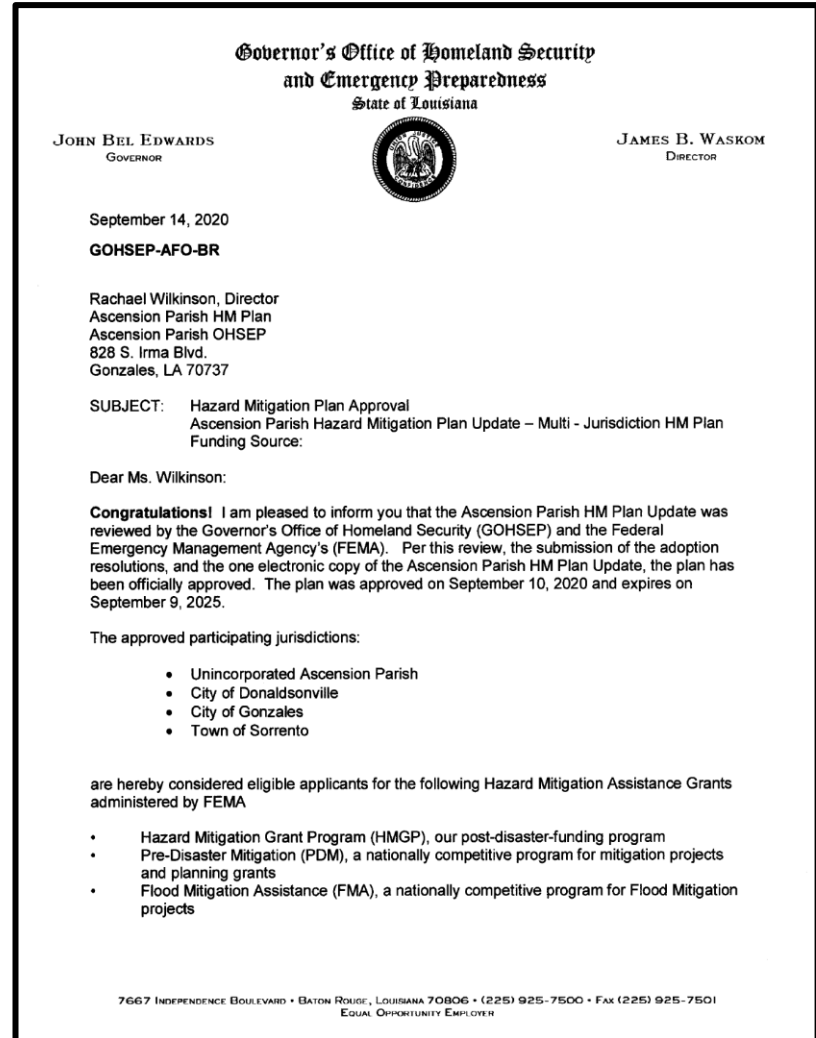 Governor's Office of Homeland Security
and Emergency Preparedness
State of Louisiana
JOHN BEL EDWARDS
GOVERNOR
JAMES B. WASKOM
DIRECTOR
UNION JUSTICE
CONFIDENCE
September 14, 2020
GOHSEP-AFO-BR
Rachael Wilkinson, Director
Ascension Parish HM Plan
Ascension Parish OHSEP
828 S. Irma Blvd.
Gonzales, LA 70737
SUBJECT: Hazard Mitigation Plan Approval
Ascension Parish Hazard Mitigation Plan Update – Multi - Jurisdiction HM Plan
Funding Source:
Dear Ms. Wilkinson:
Congratulations! I am pleased to inform you that the Ascension Parish HM Plan Update was
reviewed by the Governor's Office of Homeland Security (GOHSEP) and the Federal
Emergency Management Agency's (FEMA). Per this review, the submission of the adoption
resolutions, and the one electronic copy of the Ascension Parish HM Plan Update, the plan has
been officially approved. The plan was approved on September 10, 2020 and expires on
September 9, 2025.
The approved participating jurisdictions:
• Unincorporated Ascension Parish
• City of Donaldsonville
• City of Gonzales
• Town of Sorrento
are hereby considered eligible applicants for the following Hazard Mitigation Assistance Grants
administered by FEMA
• Hazard Mitigation Grant Program (HMGP), our post-disaster-funding program
• Pre-Disaster Mitigation (PDM), a nationally competitive program for mitigation projects
and planning grants
• Flood Mitigation Assistance (FMA), a nationally competitive program for Flood Mitigation
projects
7667 INDEPENDENCE BOULEVARD • BATON ROUGE, LOUISIANA 70806 • (225) 925-7500 • FAX (225) 925-7501
EQUAL OPPORTUNITY EMPLOYER